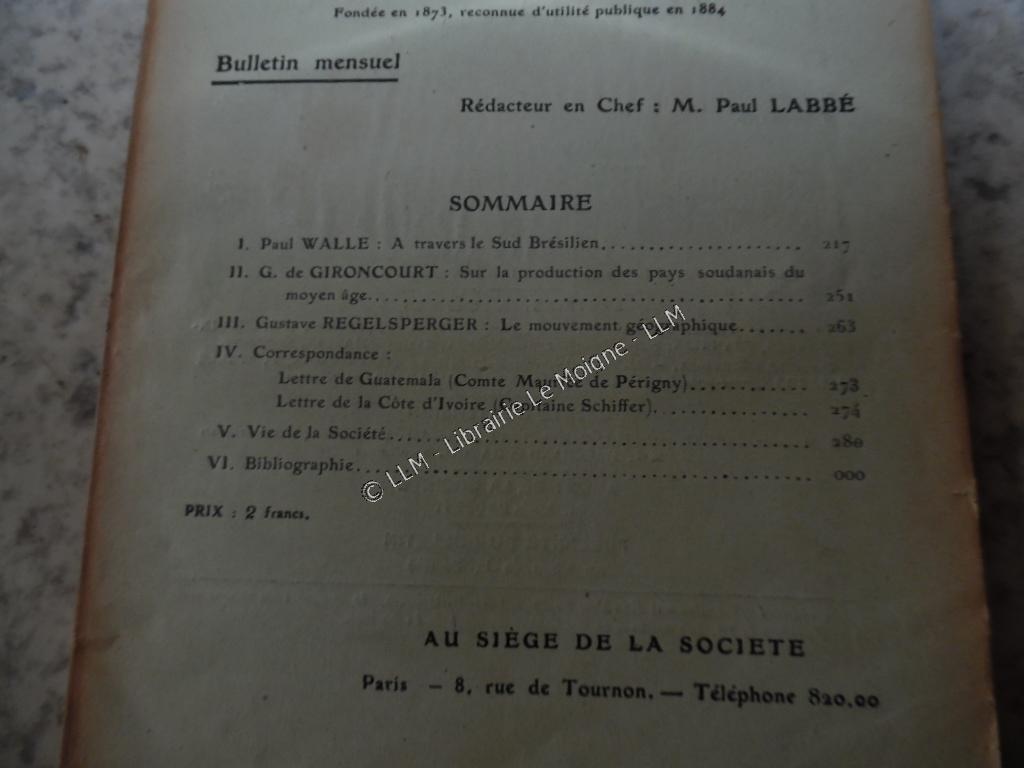 Fondée en 1873, reconnue d'utilité publique en 1884
Bulletin mensuel
Rédacteur en Chef : M. Paul LABBÉ
SOMMAIRE
I. Paul WALLE : A travers le Sud Brésilien.................... 217
II. G. de GIRONCOURT : Sur la production des pays soudanais du
moyen âge............................................. 251
III. Gustave REGELSPERGER : Le mouvement géographique....... 263
IV. Correspondance :
Lettre de Guatemala (Comte Maurice de Périgny)............ 273
Lettre de la Côte d'Ivoire (Capitaine Schiffer).............. 274
V. Vie de la Société............................................ 280
VI. Bibliographie............................................... 000
PRIX : 2 francs.
AU SIÈGE DE LA SOCIETE
Paris – 8, rue de Tournon. — Téléphone 820.00
© LLM - Librairie Le Moigne - LLM